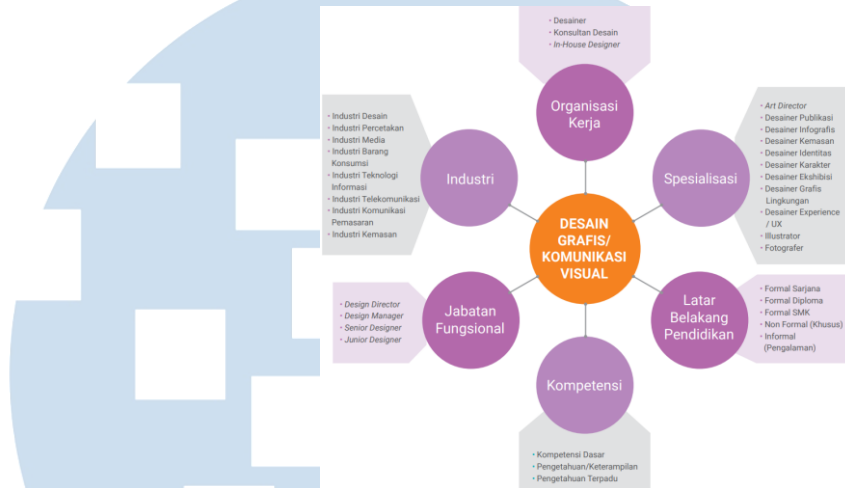 • Desainer
• Konsultan Desain
• In-House Designer
Organisasi
Kerja
• Art Director
• Desainer Publikasi
• Desainer Infografis
• Desainer Kemasan
• Desainer Identitas
• Desainer Karakter
• Desainer Ekshibisi
• Desainer Grafis
Lingkungan
• Desainer Experience
/ UX
• Illustrator
• Fotografer
Spesialisasi
• Industri Desain
• Industri Percetakan
• Industri Media
• Industri Barang
Konsumsi
• Industri Teknologi
Informasi
• Industri Telekomunikasi
• Industri Komunikasi
Pemasaran
• Industri Kemasan
Industri
DESAIN
GRAFIS/
KOMUNIKASI
VISUAL
• Design Director
• Design Manager
• Senior Designer
• Junior Designer
Jabatan
Fungsional
Latar
Belakang
Pendidikan
• Formal Sarjana
• Formal Diploma
• Formal SMK
• Non Formal (Khusus)
• Informal
(Pengalaman)
Kompetensi
• Kompetensi Dasar
• Pengetahuan/Keterampilan
• Pengetahuan Terpadu